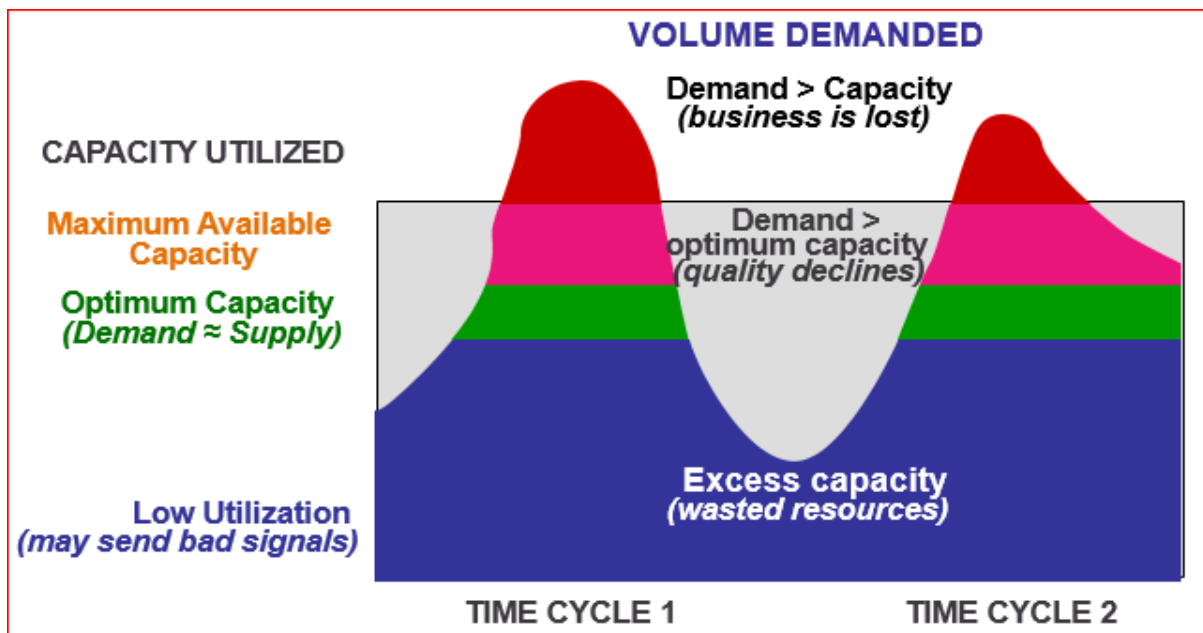 VOLUME DEMANDED
Demand > Capacity
(business is lost)
CAPACITY UTILIZED
Maximum Available
Capacity
Demand >
optimum capacity
(quality declines)
Optimum Capacity
(Demand ≈ Supply)
Excess capacity
(wasted resources)
Low Utilization
(may send bad signals)
TIME CYCLE 1
TIME CYCLE 2